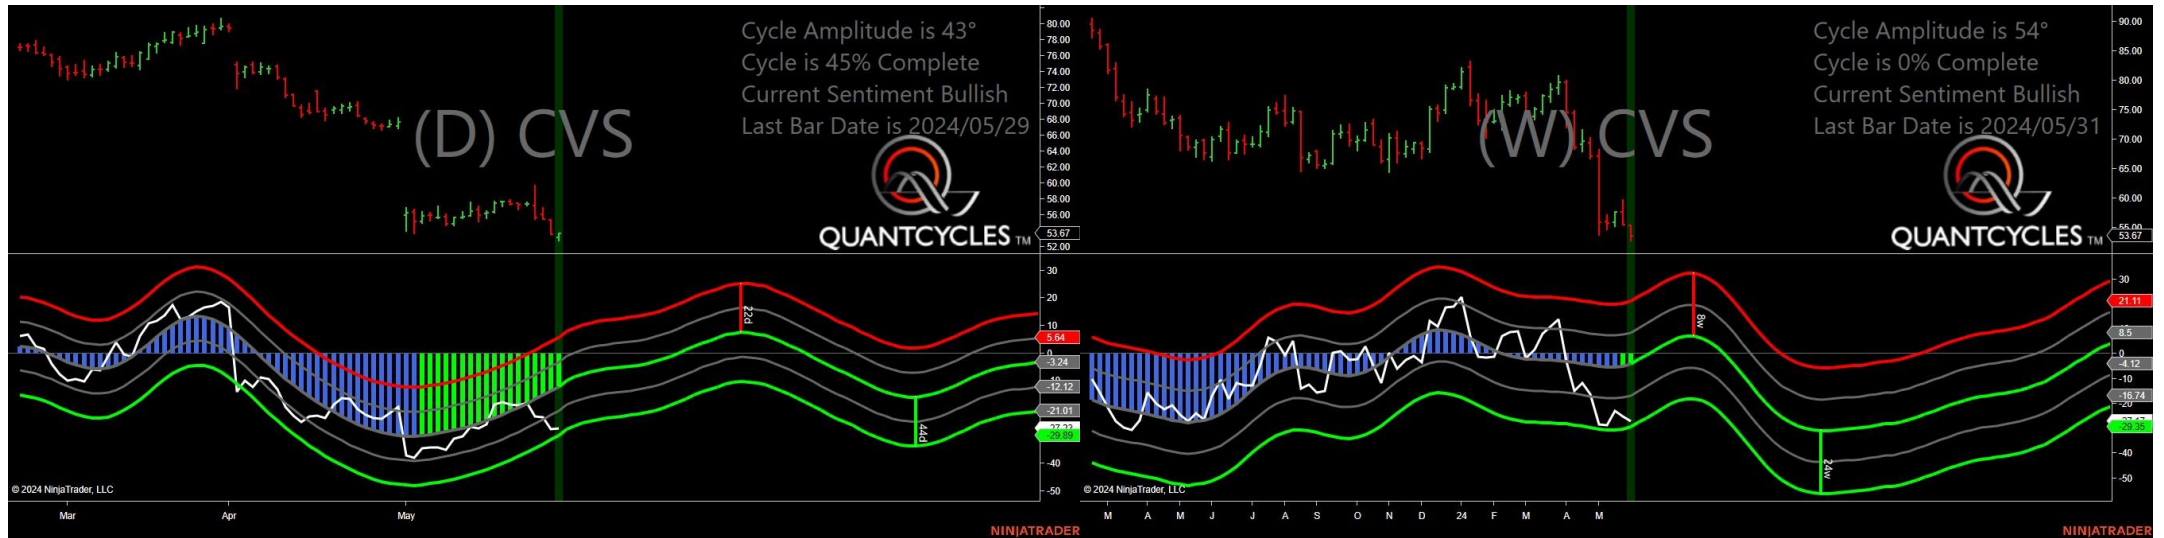 Cycle Amplitude is 43°
Cycle is 45% Complete
Current Sentiment Bullish
Last Bar Date is 2024/05/29
(D) CVS
QUANTCYCLES TM
80.00
78.00
76.00
74.00
72.00
70.00
68.00
66.00
64.00
62.00
60.00
58.00
56.00
53.67
52.00
22d
44d
30
20
10
5.64
0
-3.24
-12.12
-21.01
-29.89
-40
-50
© 2024 NinjaTrader, LLC
Mar
Apr
May
NINJATRADER
Cycle Amplitude is 54°
Cycle is 0% Complete
Current Sentiment Bullish
Last Bar Date is 2024/05/31
(W) CVS
QUANTCYCLES TM
90.00
85.00
80.00
75.00
70.00
65.00
60.00
55.00
53.67
8w
24w
30
21.11
8.5
0
-4.12
-10
-16.74
-20
-29.35
-40
-50
© 2024 NinjaTrader, LLC
M A M J J A S O N D 24 F M A M
NINJATRADER